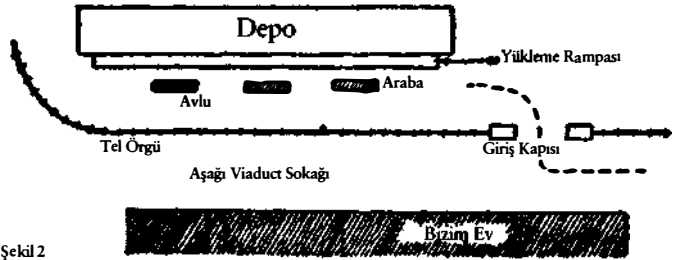 Depo
Yükleme Rampası
Araba
Avlu
Tel Örgü
Giriş Kapısı
Aşağı Viaduct Sokağı
Bizim Ev
Şekil 2